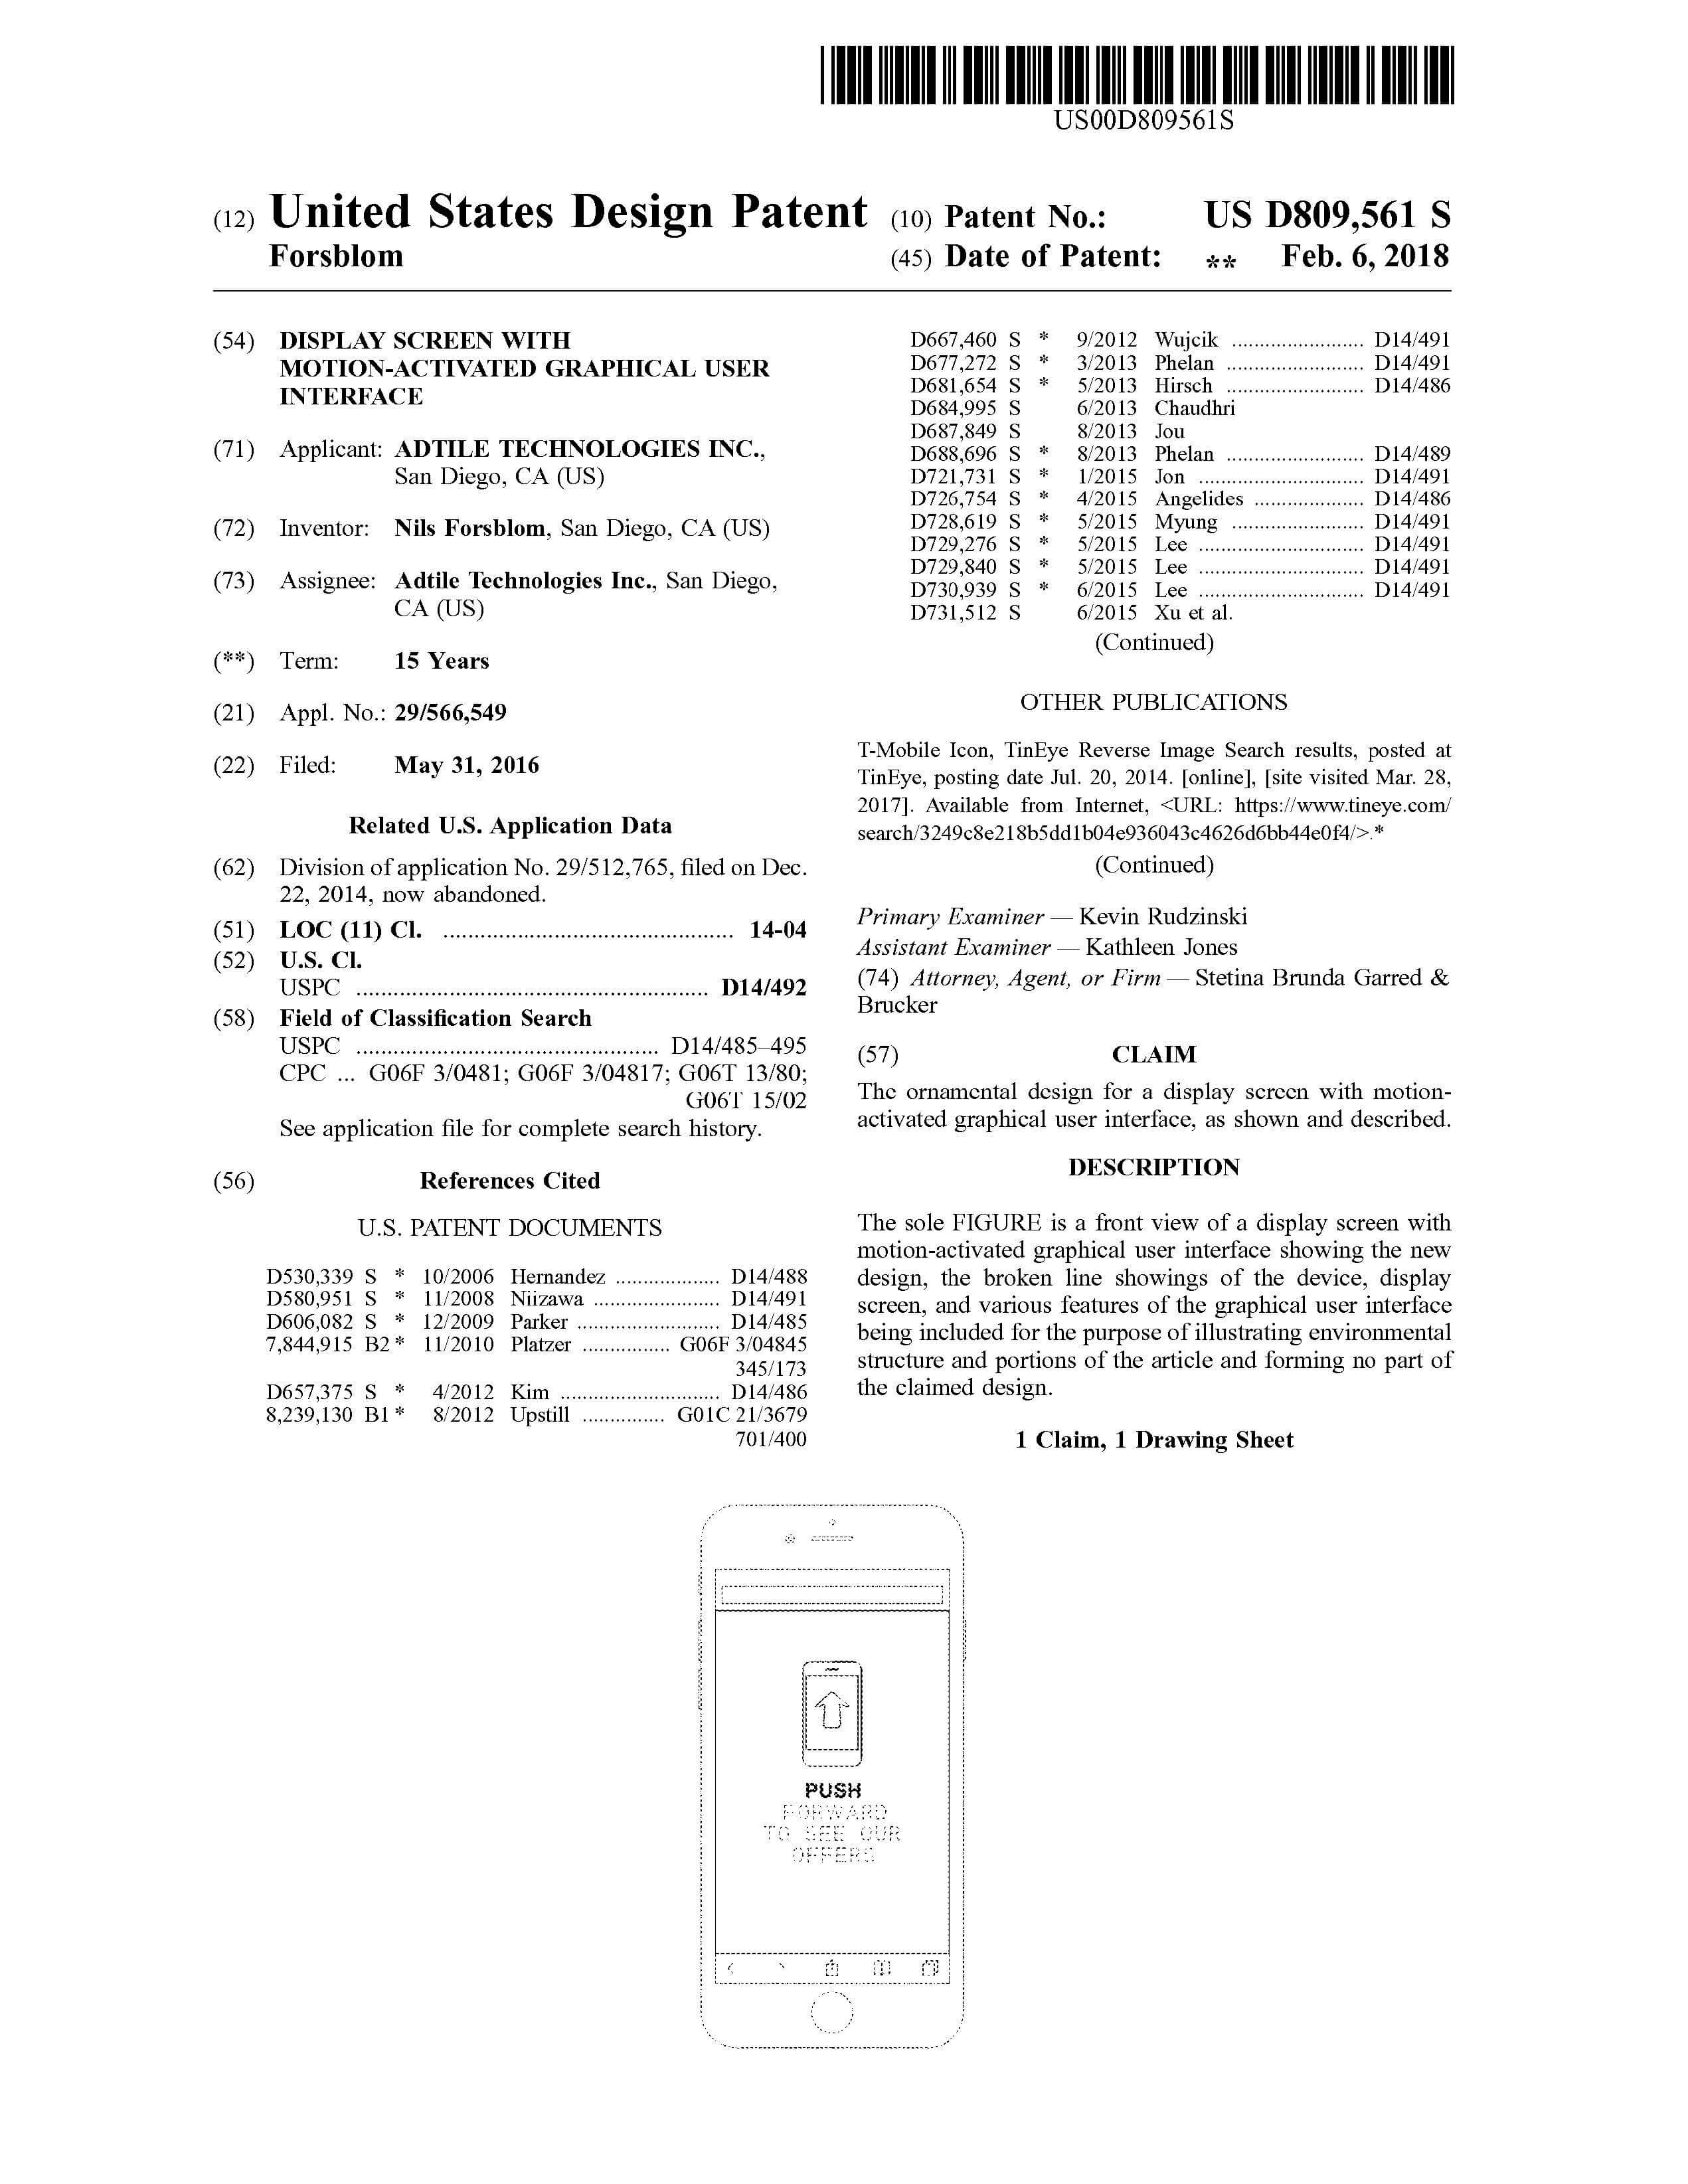 US00D809561S
(12) United States Design Patent
Forsblom
(10) Patent No.: US D809,561 S
(45) Date of Patent: ** Feb. 6, 2018
(54) DISPLAY SCREEN WITH
MOTION-ACTIVATED GRAPHICAL USER
INTERFACE
(71) Applicant: ADTILE TECHNOLOGIES INC.,
San Diego, CA (US)
(72) Inventor: Nils Forsblom, San Diego, CA (US)
(73) Assignee: Adtile Technologies Inc., San Diego,
CA (US)
(**) Term: 15 Years
(21) Appl. No.: 29/566,549
(22) Filed: May 31, 2016
Related U.S. Application Data
(62) Division of application No. 29/512,765, filed on Dec.
22, 2014, now abandoned.
(51) LOC (11) Cl. ............................................... 14-04
(52) U.S. Cl.
USPC ......................................................... D14/492
(58) Field of Classification Search
USPC ................................................. D14/485–495
CPC ... G06F 3/0481; G06F 3/04817; G06T 13/80;
G06T 15/02
See application file for complete search history.
(56) References Cited
U.S. PATENT DOCUMENTS
D530,339 S * 10/2006 Hernandez ................... D14/488
D580,951 S * 11/2008 Niizawa ....................... D14/491
D606,082 S * 12/2009 Parker .......................... D14/485
7,844,915 B2 * 11/2010 Platzer ................ G06F 3/04845
345/173
D657,375 S * 4/2012 Kim ............................. D14/486
8,239,130 B1 * 8/2012 Upstill ............... G01C 21/3679
701/400
D667,460 S * 9/2012 Wujcik ........................ D14/491
D677,272 S * 3/2013 Phelan ......................... D14/491
D681,654 S * 5/2013 Hirsch ......................... D14/486
D684,995 S 6/2013 Chaudhri
D687,849 S 8/2013 Jou
D688,696 S * 8/2013 Phelan ......................... D14/489
D721,731 S * 1/2015 Jon .............................. D14/491
D726,754 S * 4/2015 Angelides .................... D14/486
D728,619 S * 5/2015 Myung ........................ D14/491
D729,276 S * 5/2015 Lee .............................. D14/491
D729,840 S * 5/2015 Lee .............................. D14/491
D730,939 S * 6/2015 Lee .............................. D14/491
D731,512 S 6/2015 Xu et al.
(Continued)
OTHER PUBLICATIONS
T-Mobile Icon, TinEye Reverse Image Search results, posted at
TinEye, posting date Jul. 20, 2014. [online], [site visited Mar. 28,
2017]. Available from Internet, <URL: https://www.tineye.com/
search/3249c8e218b5dd1b04e936043c4626d6bb44e0f4/>.*
(Continued)
Primary Examiner — Kevin Rudzinski
Assistant Examiner — Kathleen Jones
(74) Attorney, Agent, or Firm — Stetina Brunda Garred &
Brucker
(57) CLAIM
The ornamental design for a display screen with motion-
activated graphical user interface, as shown and described.
DESCRIPTION
The sole FIGURE is a front view of a display screen with
motion-activated graphical user interface showing the new
design, the broken line showings of the device, display
screen, and various features of the graphical user interface
being included for the purpose of illustrating environmental
structure and portions of the article and forming no part of
the claimed design.
1 Claim, 1 Drawing Sheet
PUSH
FORWARD
TO SEE OUR
OFFERS